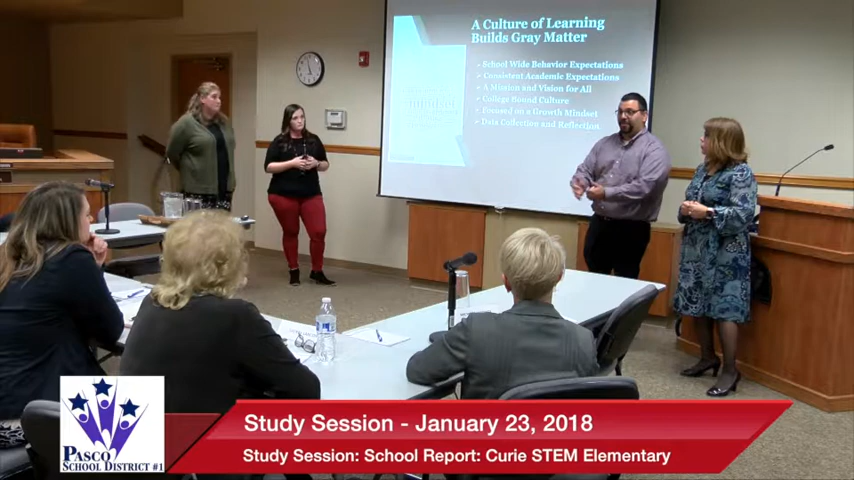 A Culture of Learning
Builds Gray Matter
School Wide Behavior Expectations
Consistent Academic Expectations
A Mission and Vision for All
College Bound Culture
Focused on a Growth Mindset
Data Collection and Reflection
PASCO
SCHOOL DISTRICT #1
Study Session - January 23, 2018
Study Session: School Report: Curie STEM Elementary